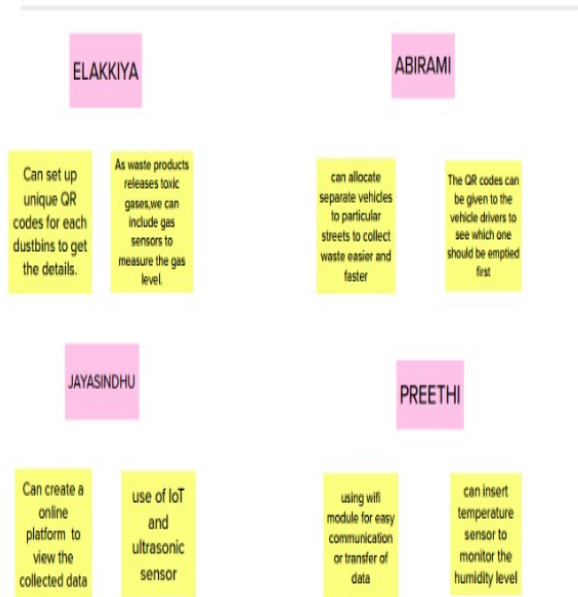 ELAKKIYA
ABIRAMI
Can set up
unique QR
codes for each
dustbins to get
the details.
As waste products
releases toxic
gases,we can
include gas
sensors to
measure the gas
level.
can allocate
separate vehicles
to particular
streets to collect
waste easier and
faster
The QR codes can
be given to the
vehicle drivers to
see which one
should be emptied
first
JAYASINDHU
PREETHI
Can create a
online
platform to
view the
collected data
use of IoT
and
ultrasonic
sensor
using wifi
module for easy
communication
or transfer of
data
can insert
temperature
sensor to
monitor the
humidity level